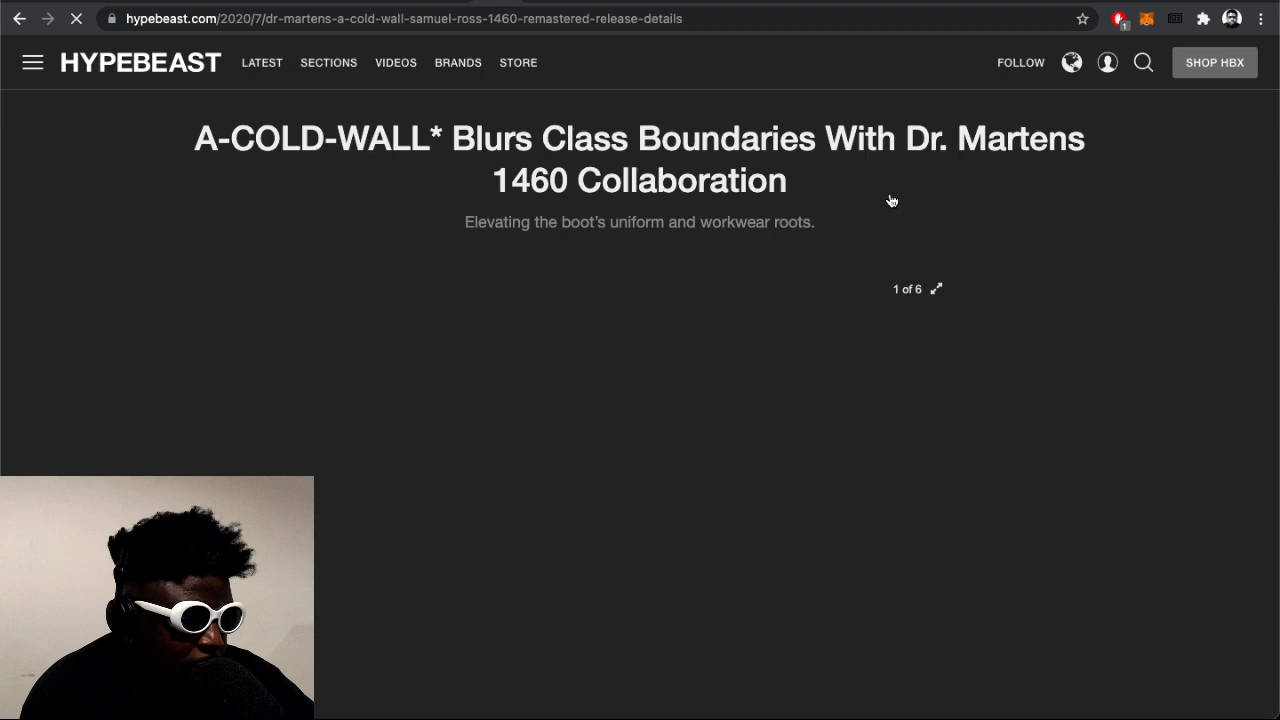 hypebeast.com/2020/7/dr-martens-a-cold-wall-samuel-ross-1460-remastered-release-details
1
HYPEBEAST LATEST SECTIONS VIDEOS BRANDS STORE FOLLOW SHOP HBX
A-COLD-WALL* Blurs Class Boundaries With Dr. Martens
1460 Collaboration
Elevating the boot’s uniform and workwear roots.
1 of 6